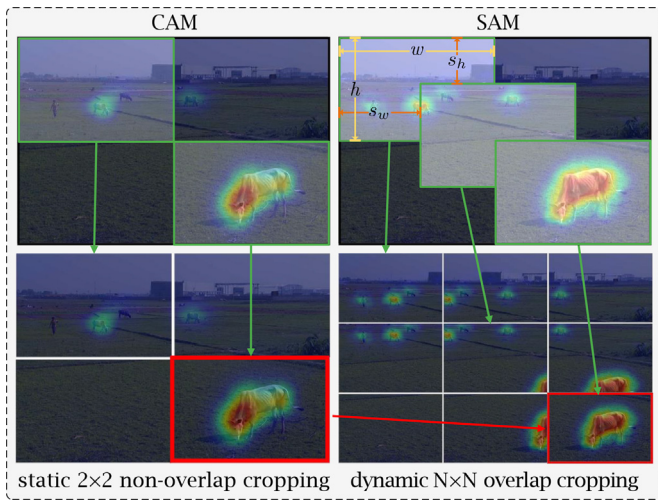 CAM
SAM
w
s_h
h
s_w
static 2×2 non-overlap cropping
dynamic N×N overlap cropping